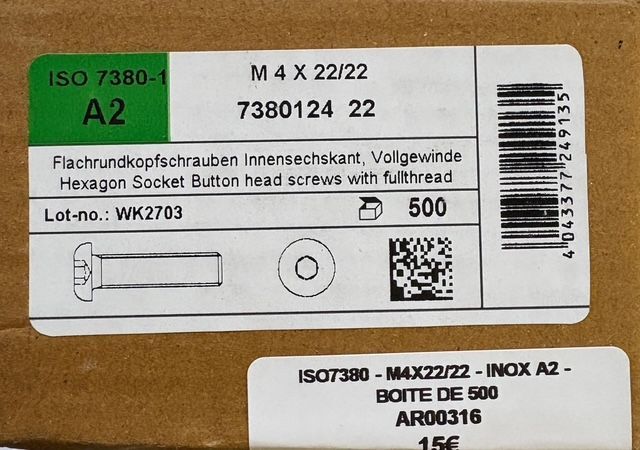 ISO 7380-1
A2
M 4 X 22/22
7380124 22
Flachrundkopfschrauben Innensechskant, Vollgewinde
Hexagon Socket Button head screws with fullthread
Lot-no.: WK2703
500
4 043377 249135
ISO7380 - M4X22/22 - INOX A2 -
BOITE DE 500
AR00316
15€